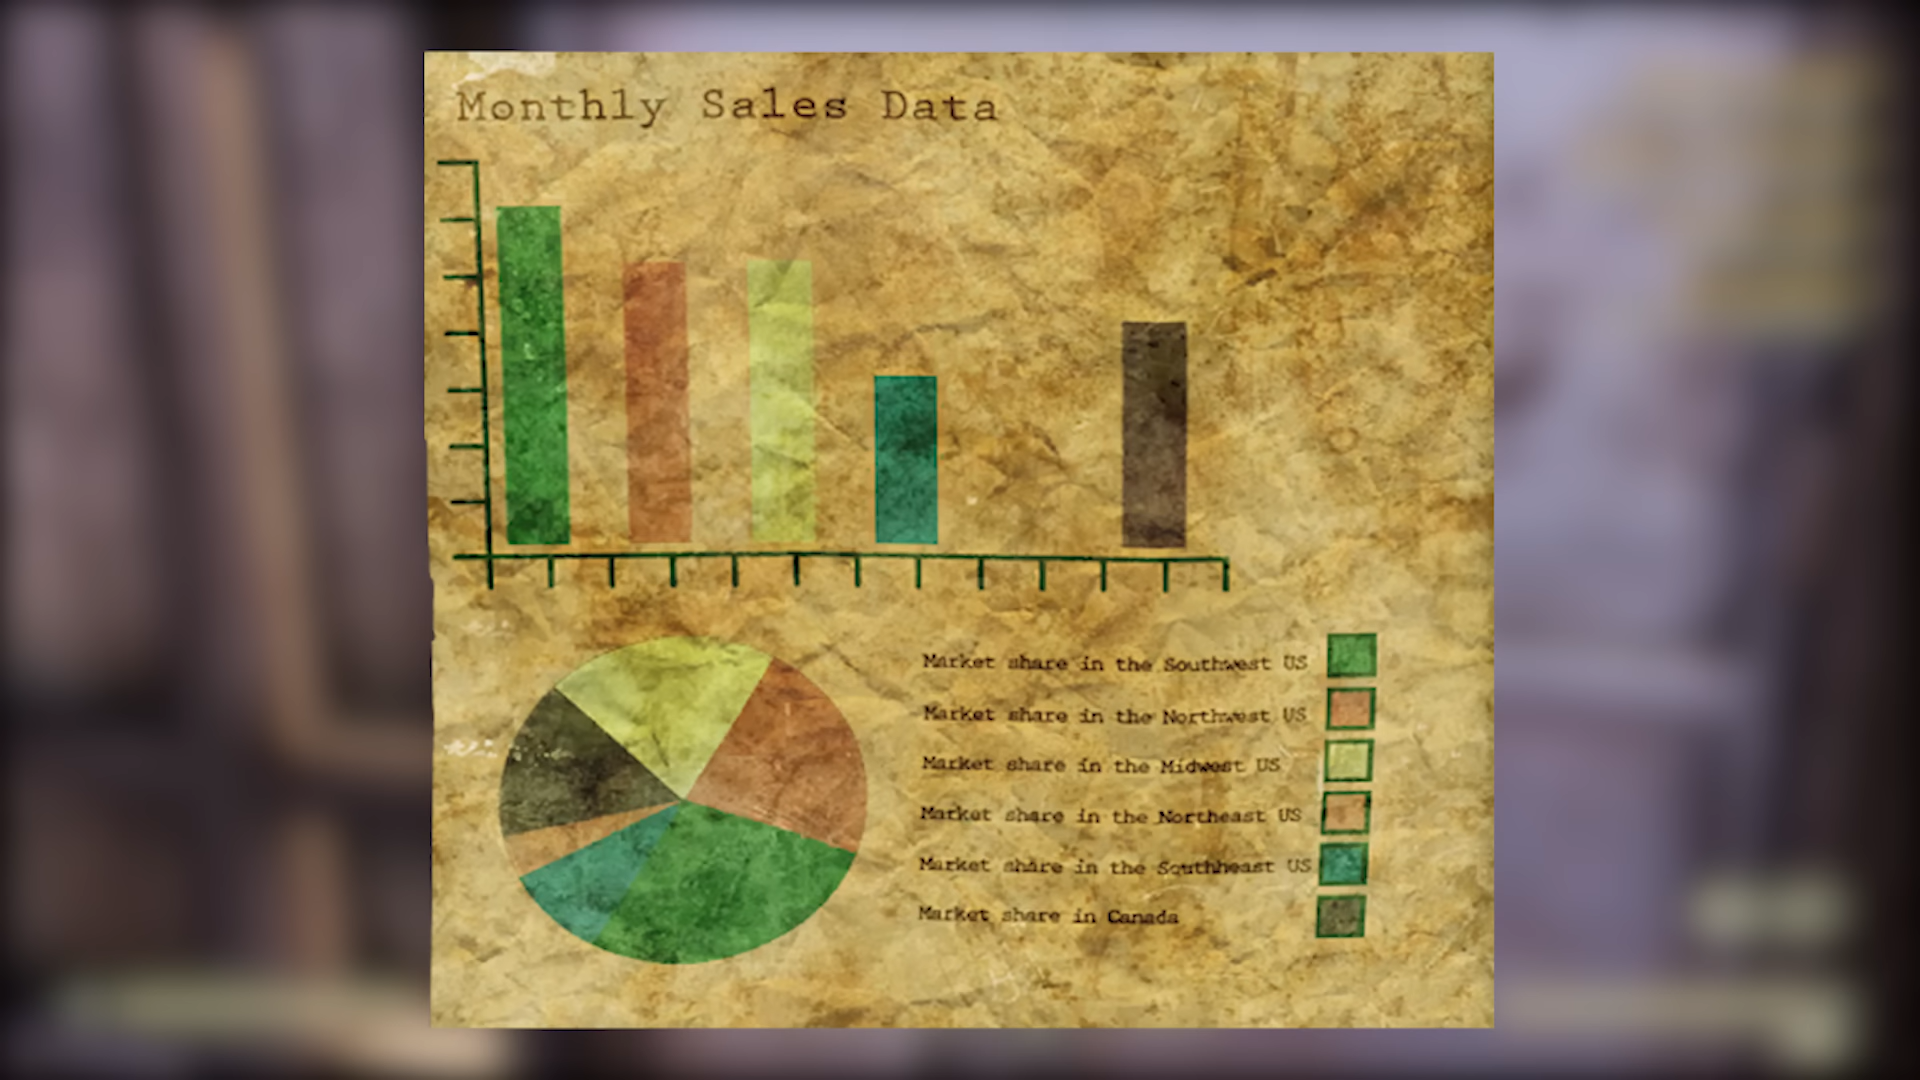 Monthly Sales Data
Market share in the Southwest US
Market share in the Northwest US
Market share in the Midwest US
Market share in the Northeast US
Market share in the Southheast US
Market share in Canada